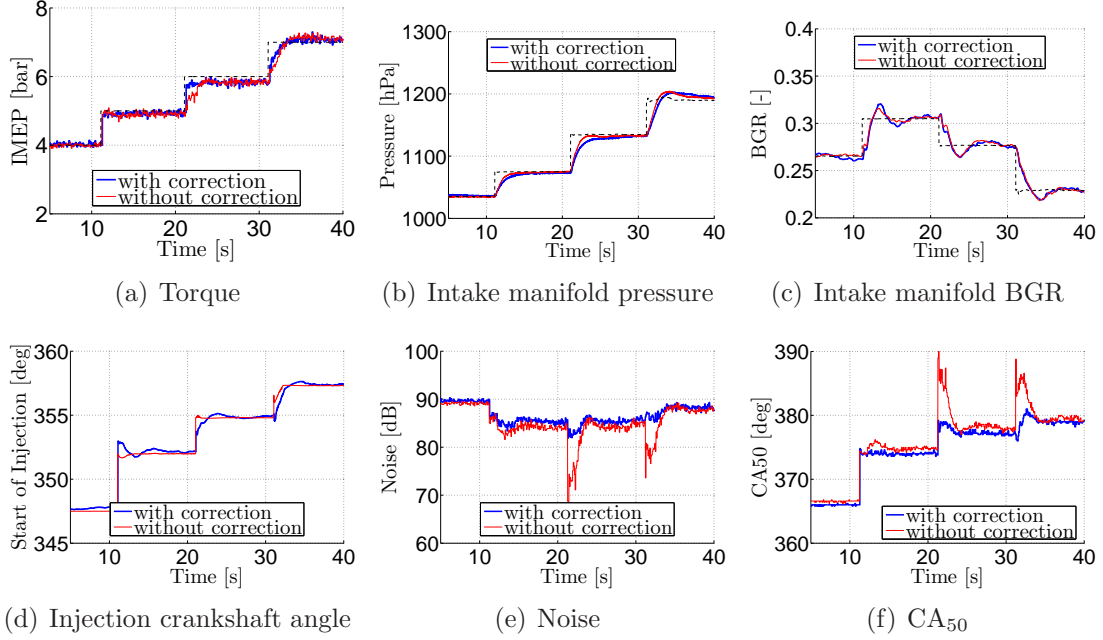 8
6
4
2
IMEP [bar]
with correction
without correction
10 20 30 40
Time [s]
(a) Torque
1300
1200
1100
1000
Pressure [hPa]
with correction
without correction
10 20 30 40
Time [s]
(b) Intake manifold pressure
0.4
0.35
0.3
0.25
0.2
BGR [-]
with correction
without correction
10 20 30 40
Time [s]
(c) Intake manifold BGR
360
355
350
345
Start of Injection [deg]
with correction
without correction
10 20 30 40
Time [s]
(d) Injection crankshaft angle
100
90
80
70
60
Noise [dB]
with correction
without correction
10 20 30 40
Time [s]
(e) Noise
390
380
370
360
CA50 [deg]
with correction
without correction
10 20 30 40
Time [s]
(f) CA50